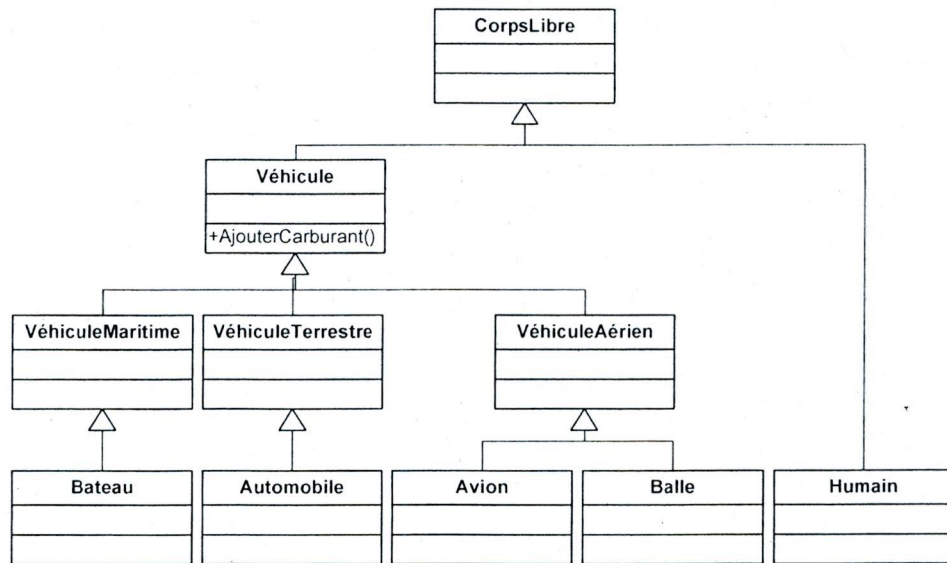 CorpsLibre
Véhicule
+AjouterCarburant()
VéhiculeMaritime
VéhiculeTerrestre
VéhiculeAérien
Bateau
Automobile
Avion
Balle
Humain